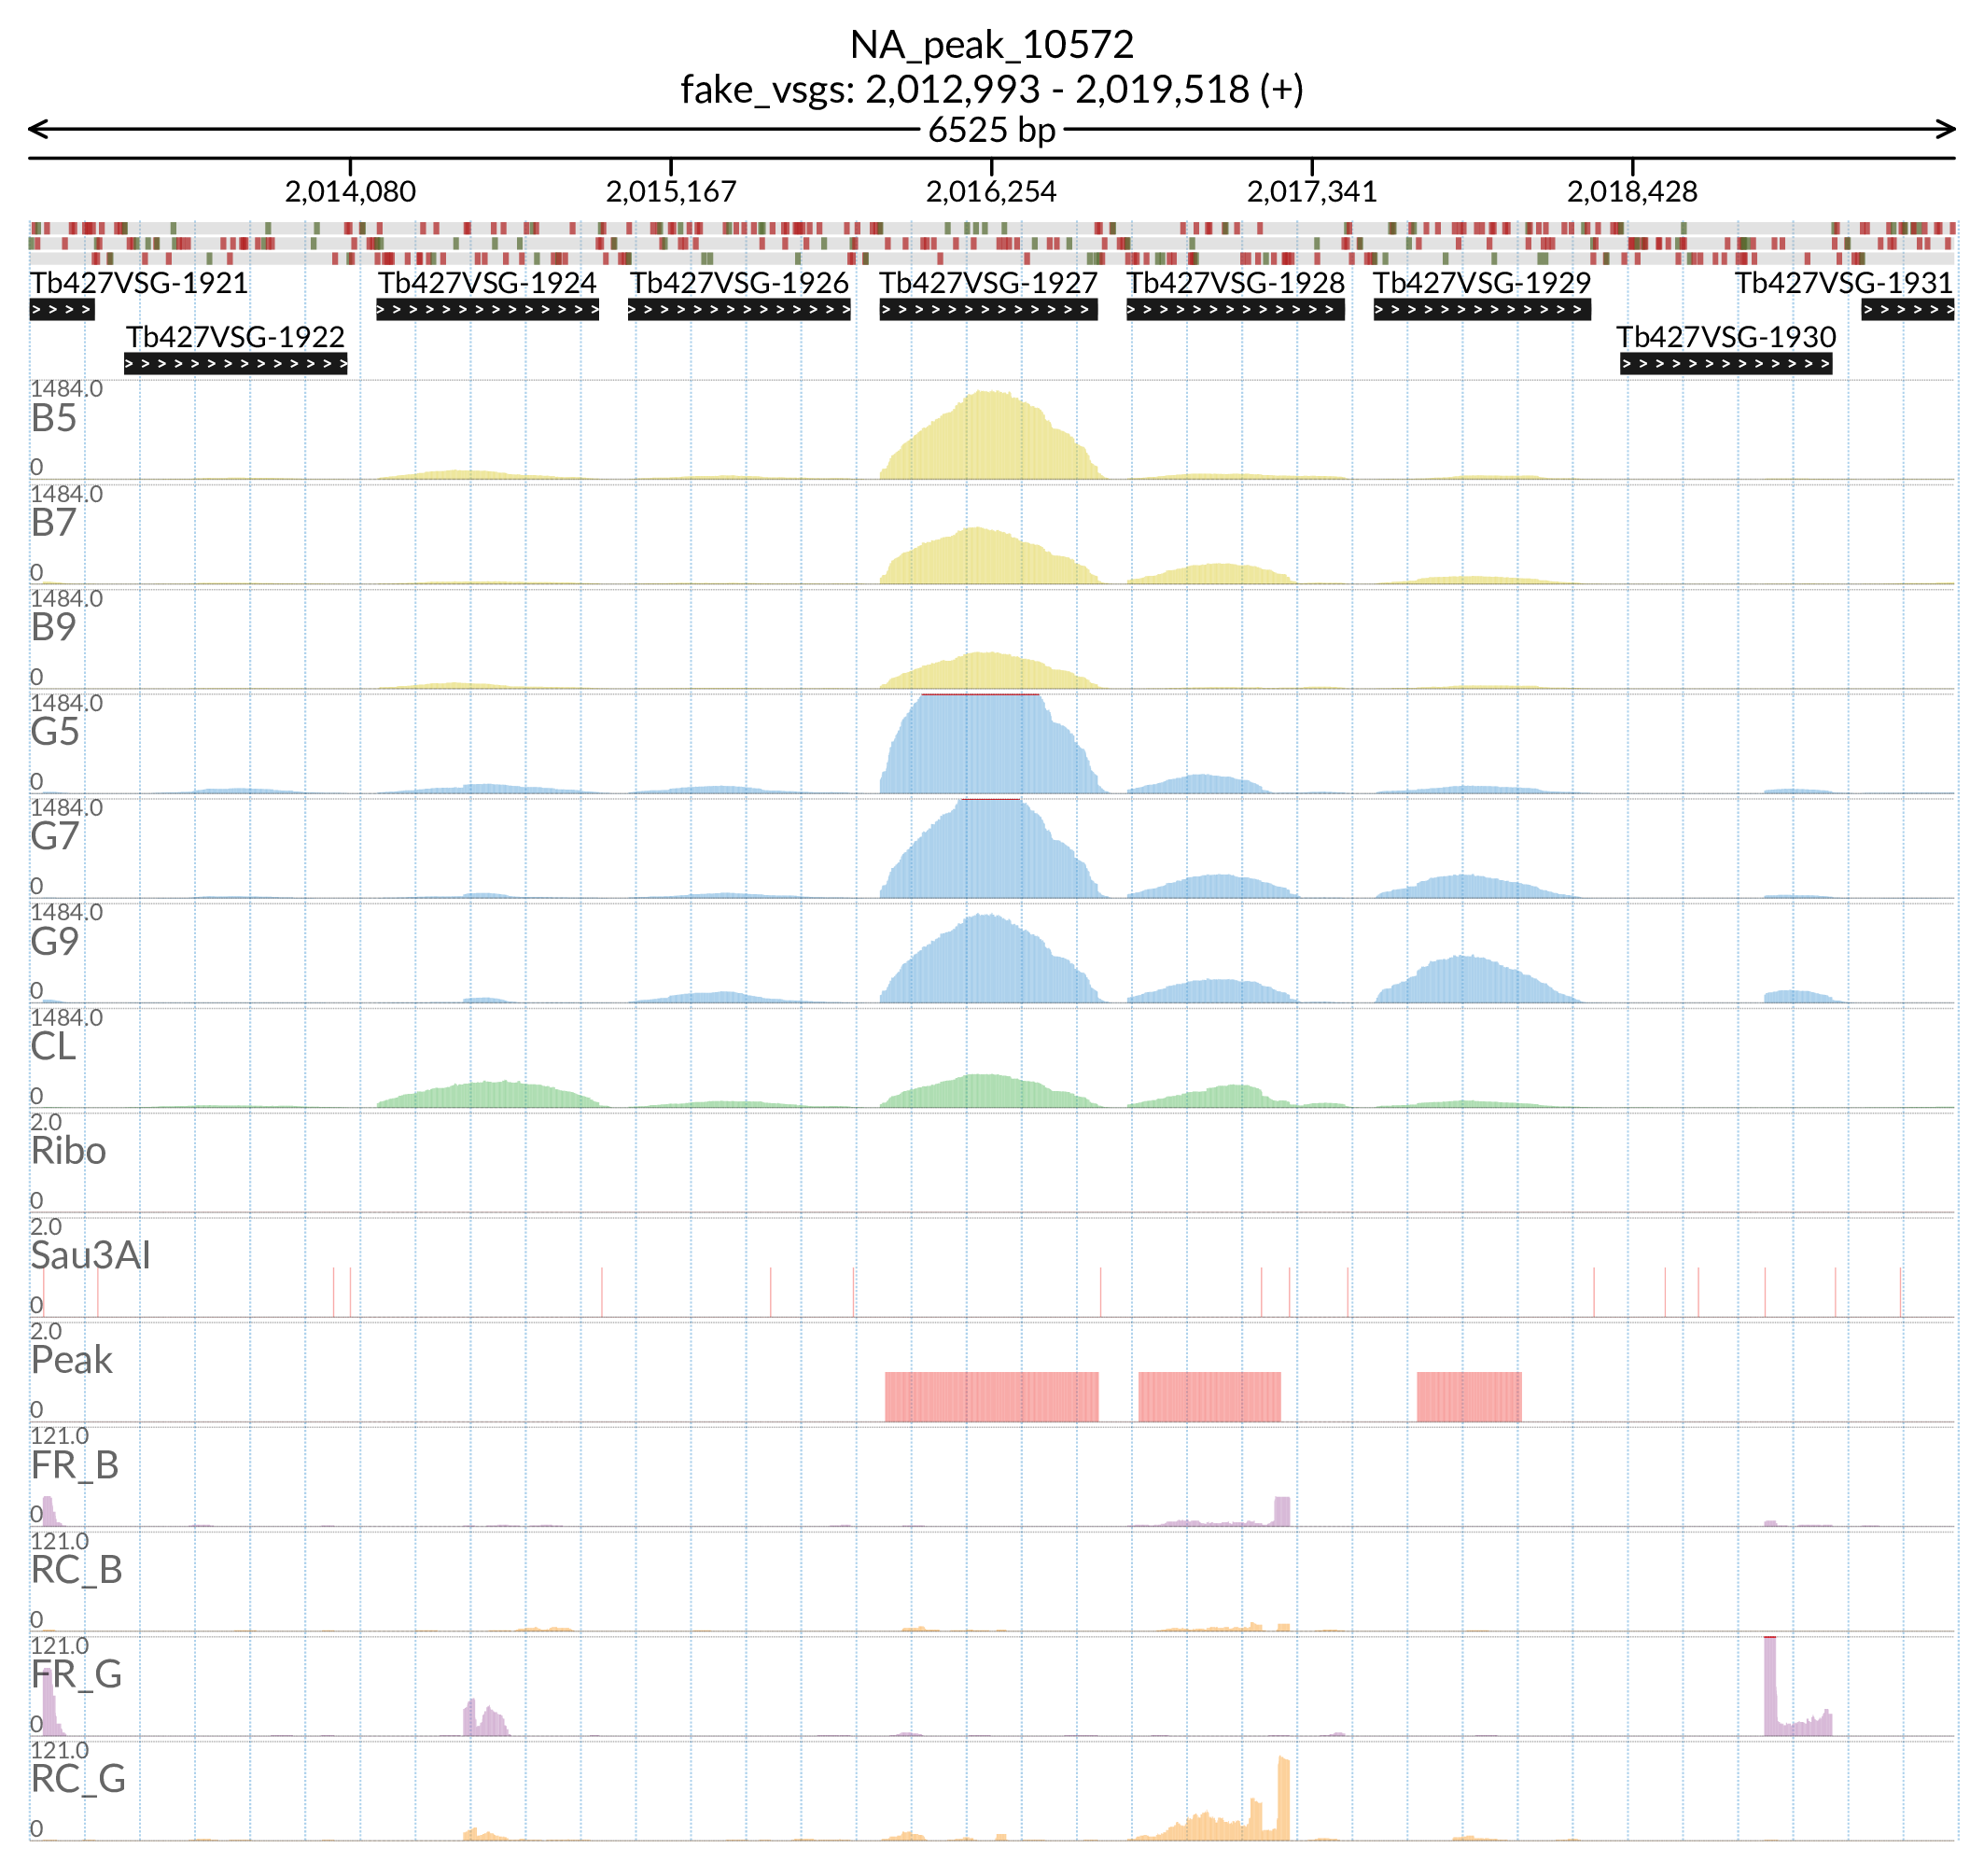 NA_peak_10572
fake_vsgs: 2,012,993 - 2,019,518 (+)
6525 bp
2,014,080 2,015,167 2,016,254 2,017,341 2,018,428
Tb427VSG-1921 Tb427VSG-1924 Tb427VSG-1926 Tb427VSG-1927 Tb427VSG-1928 Tb427VSG-1929 Tb427VSG-1931
Tb427VSG-1922 Tb427VSG-1930
1484.0
B5
0
1484.0
B7
0
1484.0
B9
0
1484.0
G5
0
1484.0
G7
0
1484.0
G9
0
1484.0
CL
0
2.0
Ribo
0
2.0
Sau3AI
0
2.0
Peak
0
121.0
FR_B
0
121.0
RC_B
0
121.0
FR_G
0
121.0
RC_G
0